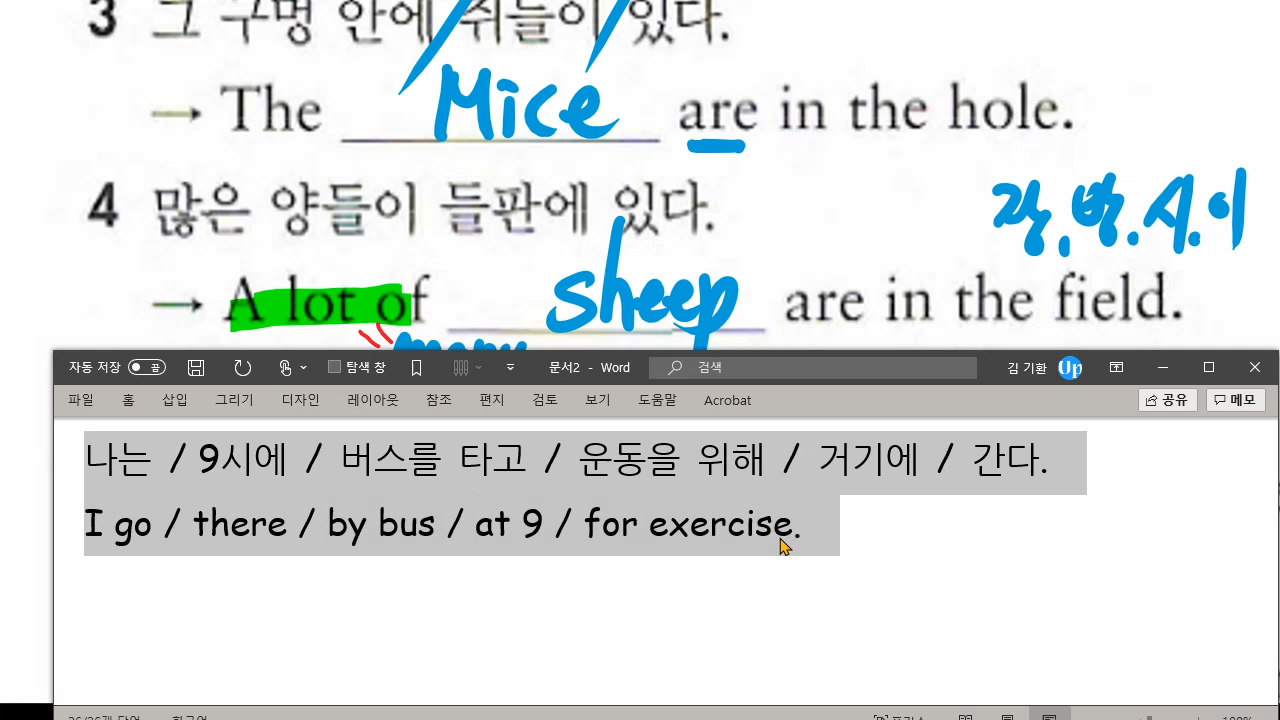 3 그 구멍 안에 쥐들이 있다.
→ The Mice are in the hole.
4 많은 양들이 들판에 있다.
장.방.시.이
→ A lot of sheep are in the field.
many
자동 저장 끔 탐색 창 문서2 - Word 검색 김 기환 Up
파일 홈 삽입 그리기 디자인 레이아웃 참조 편지 검토 보기 도움말 Acrobat 공유 메모
나는 / 9시에 / 버스를 타고 / 운동을 위해 / 거기에 / 간다.
I go / there / by bus / at 9 / for exercise.